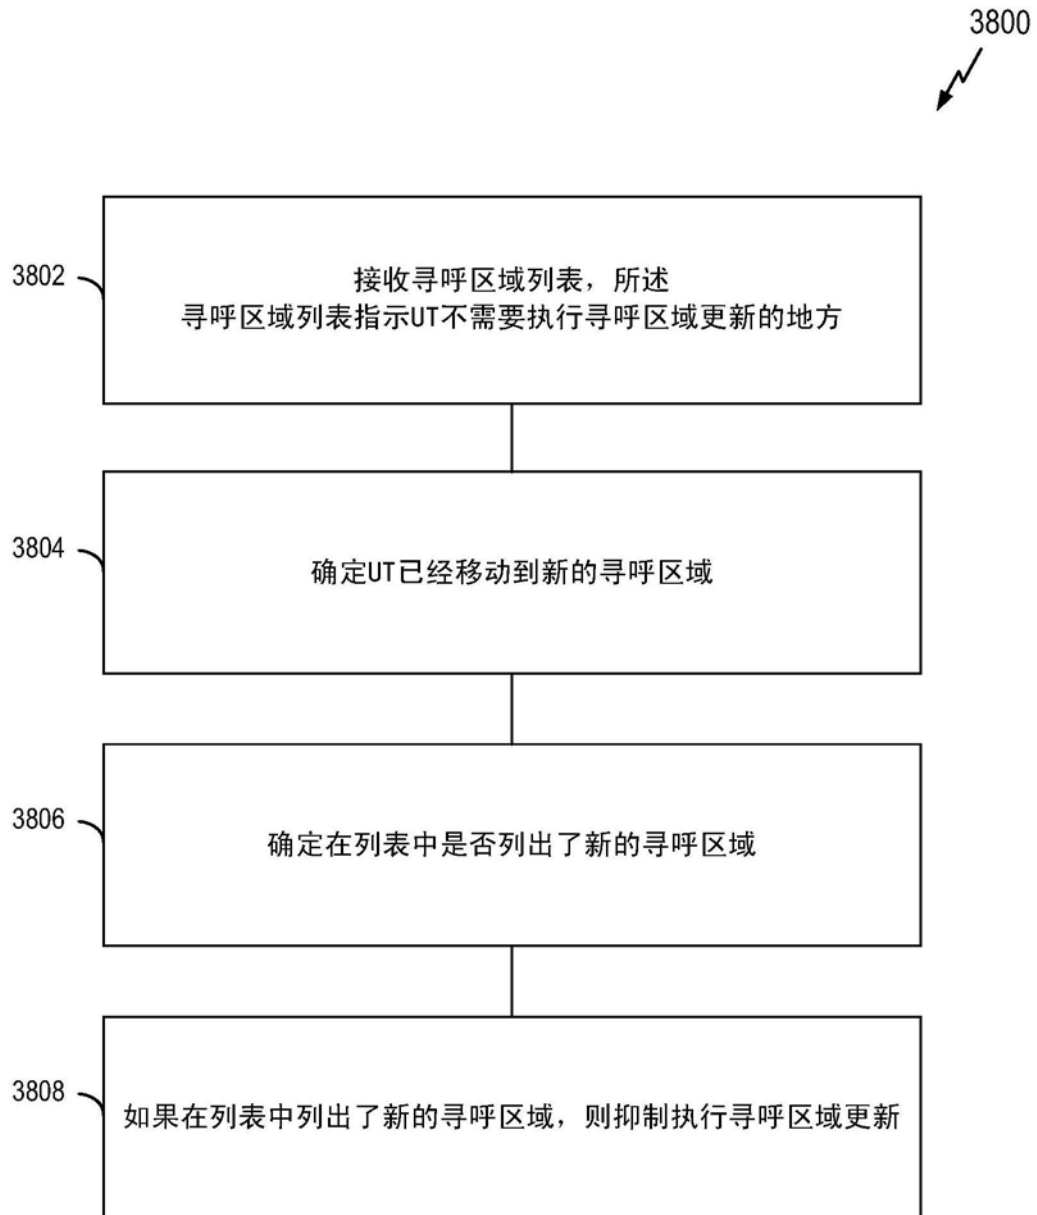 3800
3802
接收寻呼区域列表，所述
寻呼区域列表指示UT不需要执行寻呼区域更新的地方
3804
确定UT已经移动到新的寻呼区域
3806
确定在列表中是否列出了新的寻呼区域
3808
如果在列表中列出了新的寻呼区域，则抑制执行寻呼区域更新